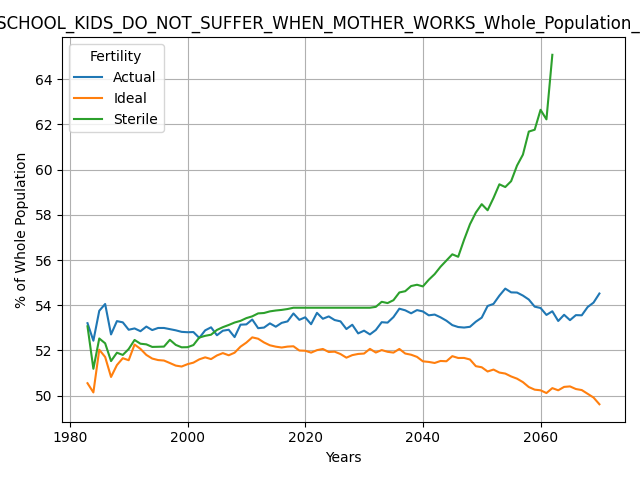 SCHOOL_KIDS_DO_NOT_SUFFER_WHEN_MOTHER_WORKS_Whole_Population_
Fertility
Actual
Ideal
Sterile
% of Whole Population
64
62
60
58
56
54
52
50
1980
2000
2020
2040
2060
Years